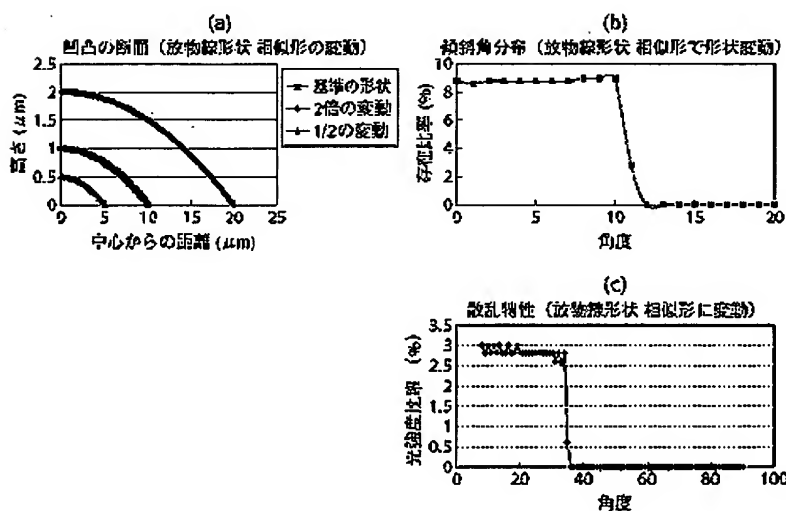 (a)
凹凸の断面（放物線形状 相似形の変動）
2.5
2
1.5
1
0.5
0
0 5 10 15 20 25
高さ (μm)
中心からの距離 (μm)
基準の形状
2倍の変動
1/2の変動
(b)
傾斜角分布（放物線形状 相似形で形状変動）
10
8
6
4
2
0
0 5 10 15 20
存在比率 (%)
角度
(c)
散乱特性（放物線形状 相似形に変動）
3.5
3
2.5
2
1.5
1
0.5
0
0 20 40 60 80 100
光強度比率 (%)
角度